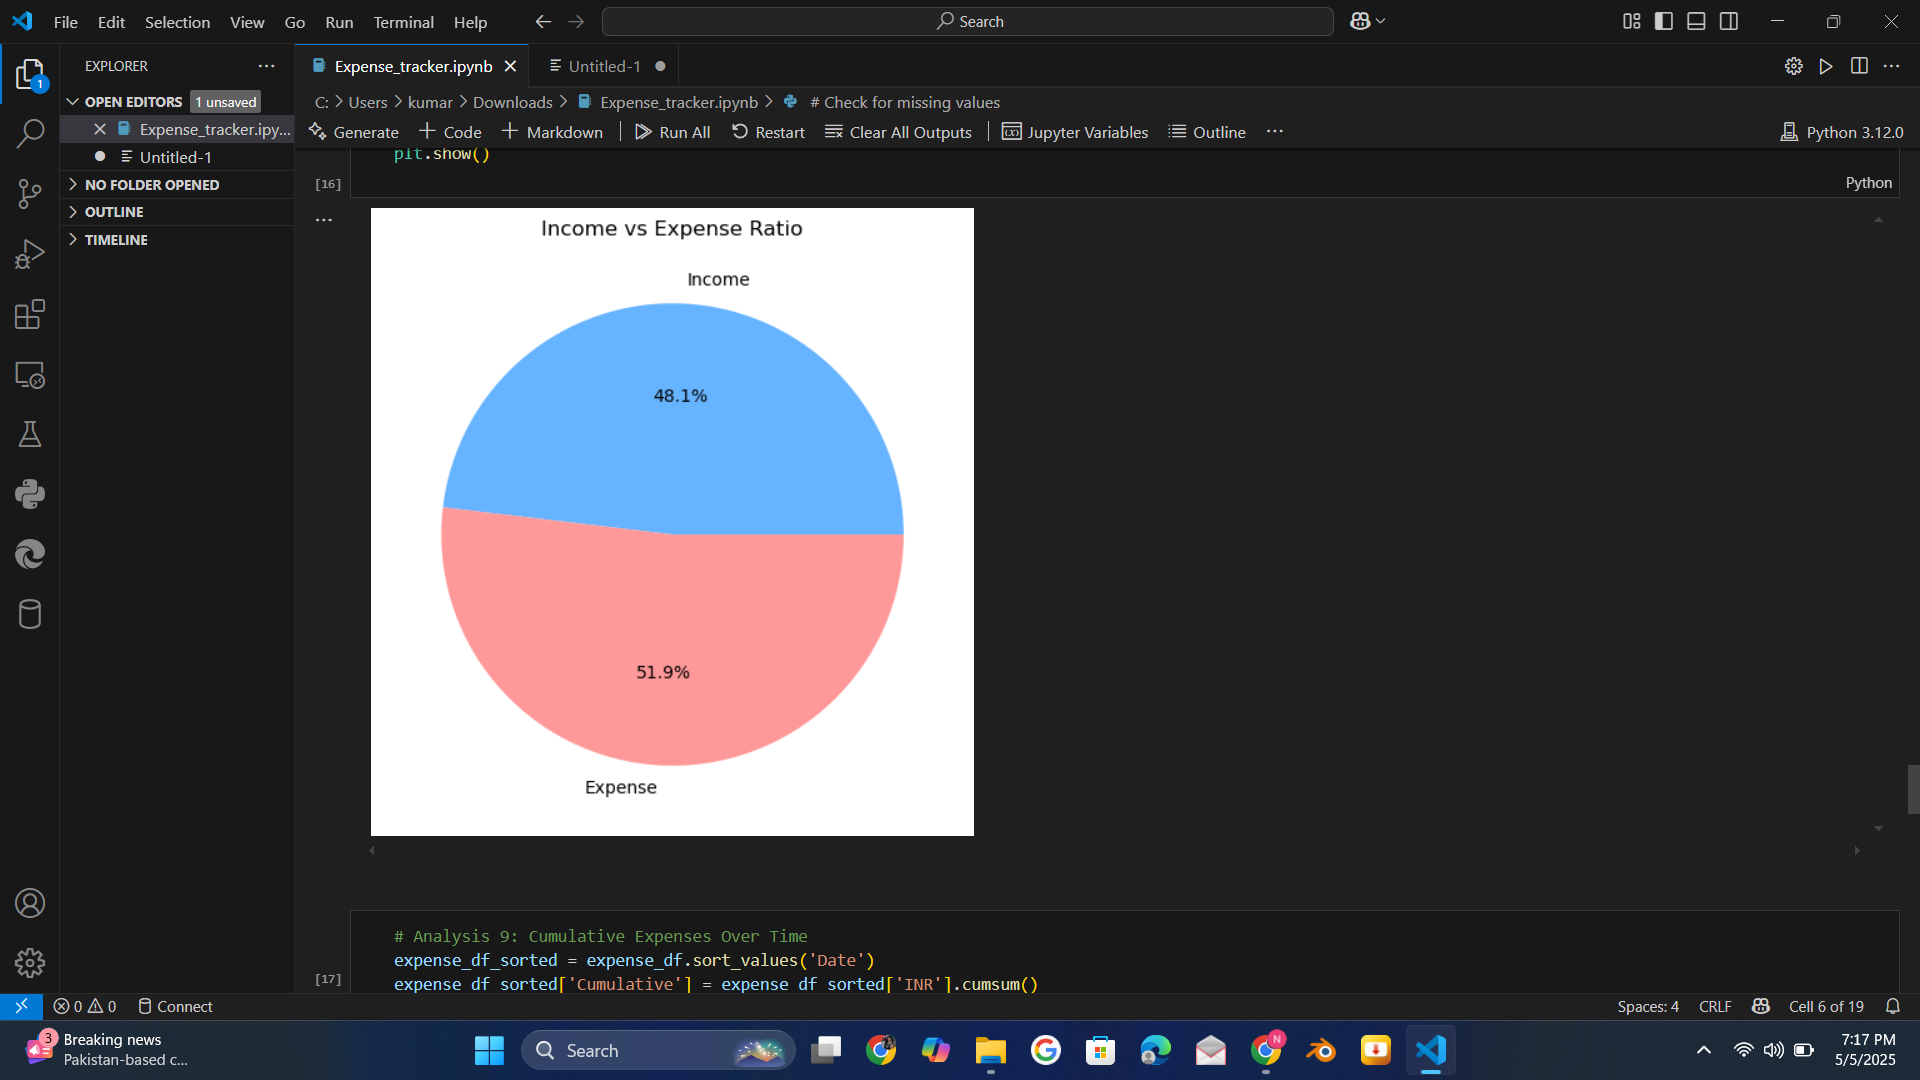 File Edit Selection View Go Run Terminal Help
Search
EXPLORER
1
OPEN EDITORS 1 unsaved
Expense_tracker.ipy...
Untitled-1
NO FOLDER OPENED
OUTLINE
TIMELINE
Expense_tracker.ipynb
Untitled-1
C: > Users > kumar > Downloads > Expense_tracker.ipynb > # Check for missing values
Generate + Code + Markdown Run All Restart Clear All Outputs Jupyter Variables Outline ... Python 3.12.0
plt.show()
[16] Python
Income vs Expense Ratio
Income
48.1%
51.9%
Expense
# Analysis 9: Cumulative Expenses Over Time
expense_df_sorted = expense_df.sort_values('Date')
[17]
expense_df_sorted['Cumulative'] = expense_df_sorted['INR'].cumsum()
0 0 Connect Spaces: 4 CRLF Cell 6 of 19
3 Breaking news
Pakistan-based c...
Search
N
7:17 PM
5/5/2025